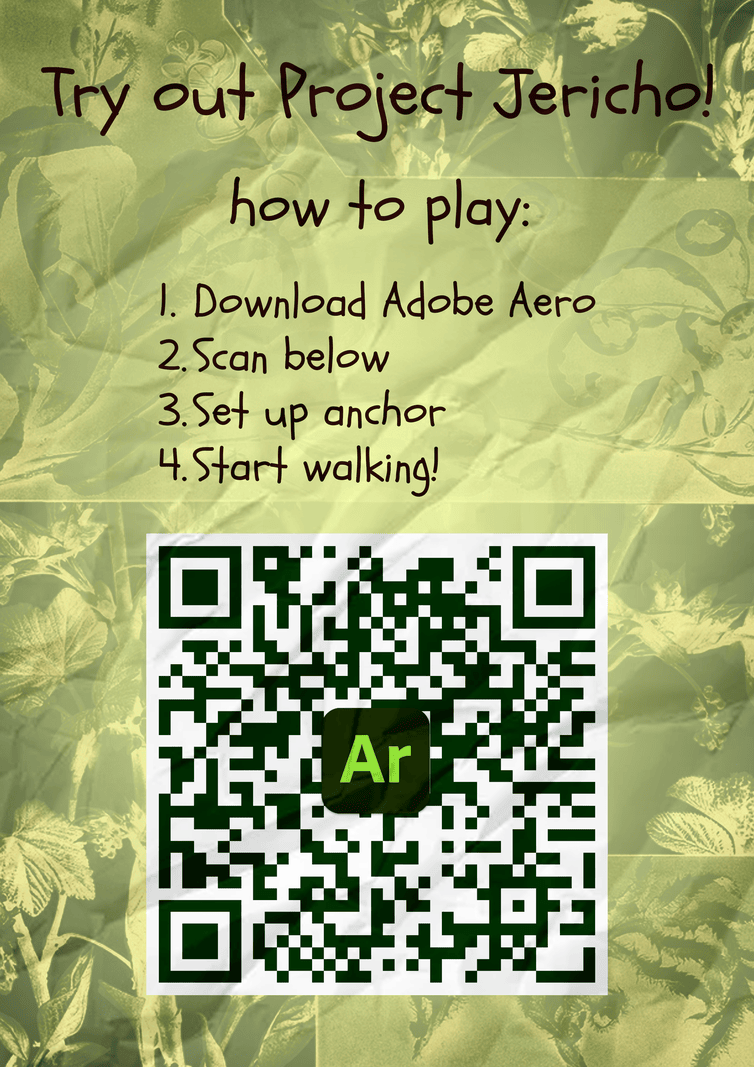 Try out Project Jericho!
how to play:
1. Download Adobe Aero
2. Scan below
3. Set up anchor
4. Start walking!
Ar